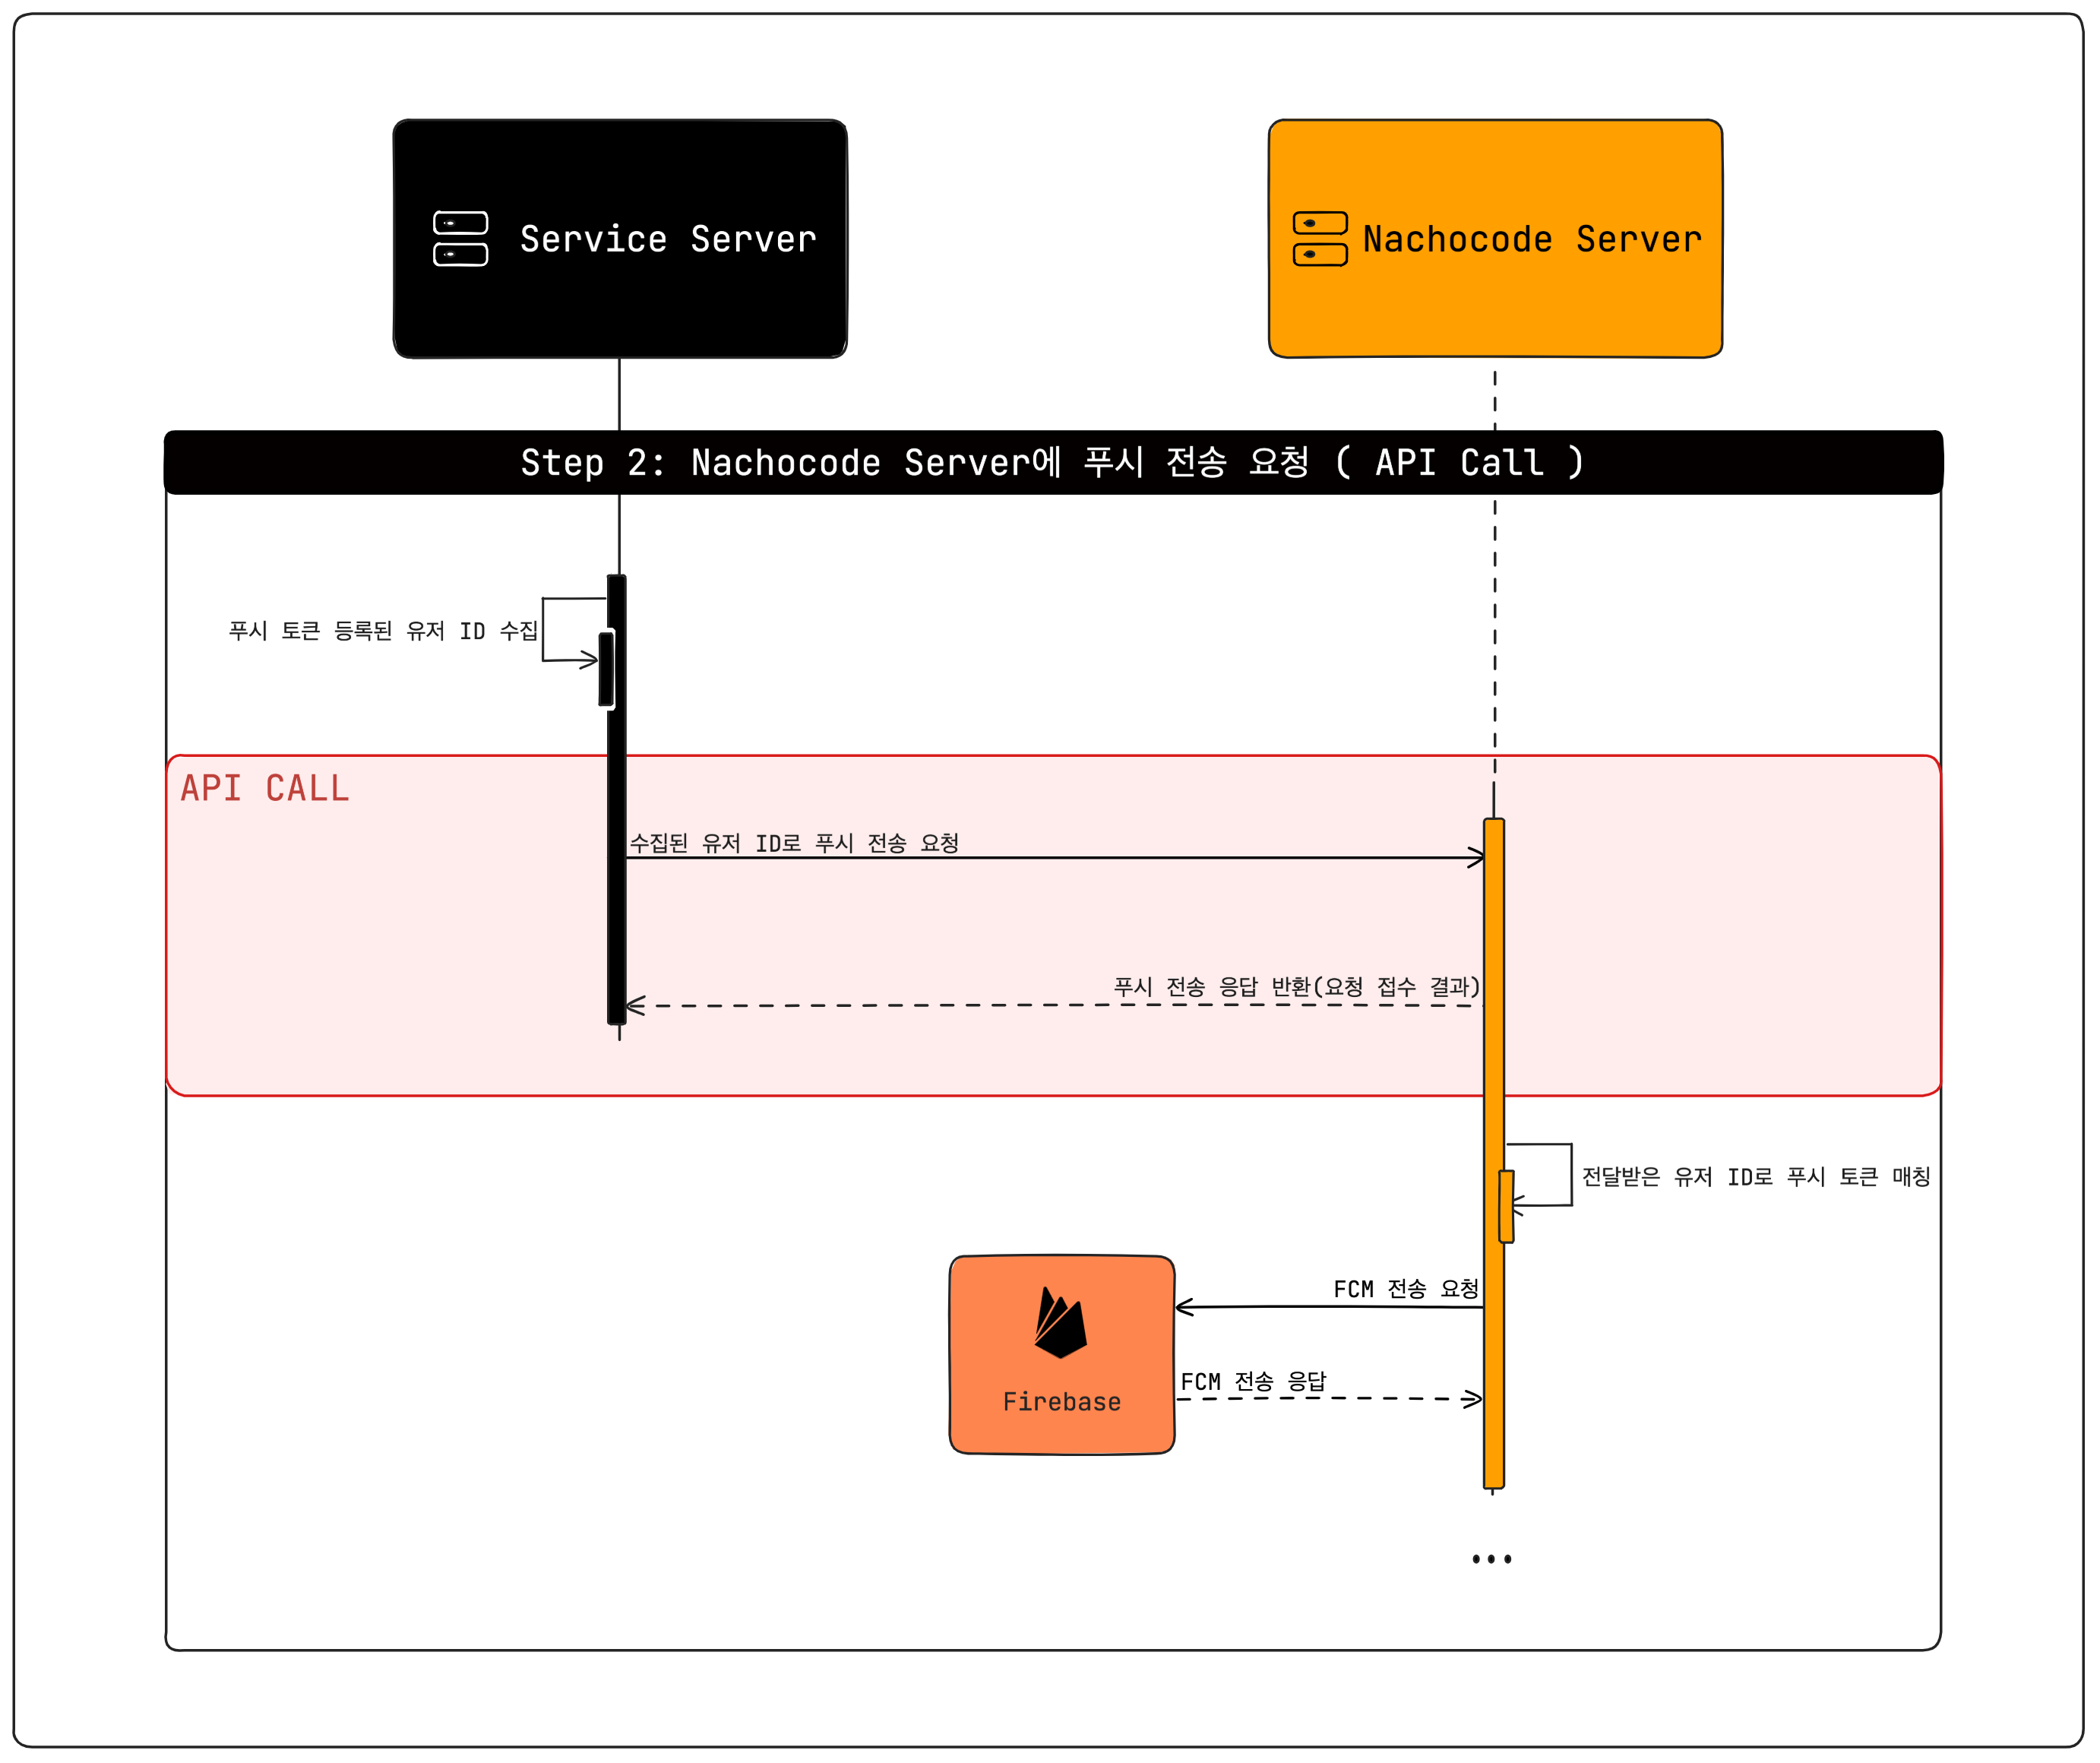 Service Server
Nachocode Server
Step 2: Nachocode Server에 푸시 전송 요청 ( API Call )
푸시 토큰 등록된 유저 ID 수집
API CALL
수집된 유저 ID로 푸시 전송 요청
푸시 전송 응답 반환(요청 접수 결과)
전달받은 유저 ID로 푸시 토큰 매칭
FCM 전송 요청
FCM 전송 응답
Firebase
...